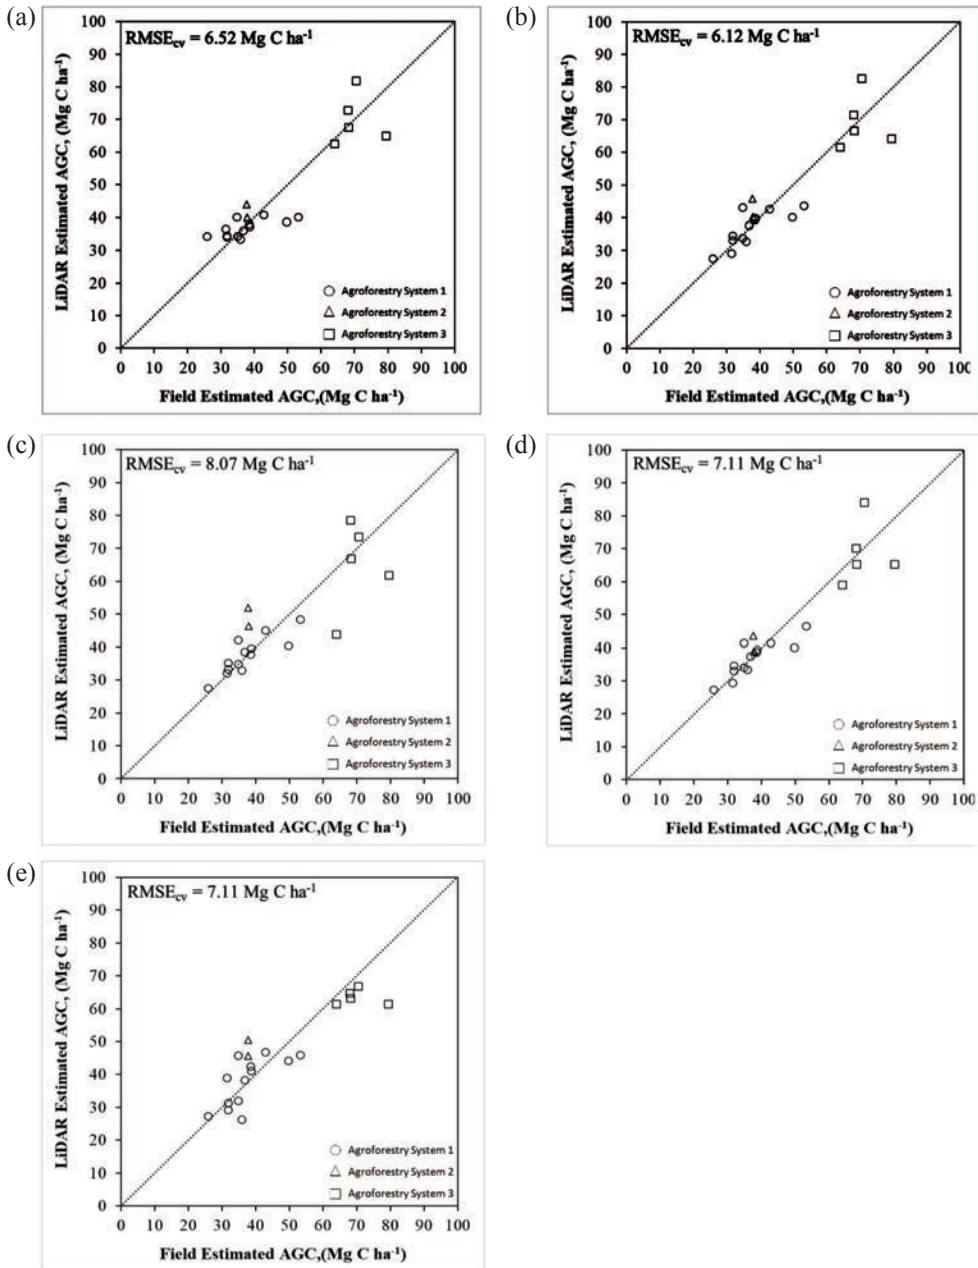 (a)
RMSEcv = 6.52 Mg C ha-1
LiDAR Estimated AGC, (Mg C ha-1)
100
90
80
70
60
50
40
30
20
10
0
Agroforestry System 1
Agroforestry System 2
Agroforestry System 3
0 10 20 30 40 50 60 70 80 90 100
Field Estimated AGC,(Mg C ha-1)
(b)
RMSEcv = 6.12 Mg C ha-1
LiDAR Estimated AGC, (Mg C ha-1)
100
90
80
70
60
50
40
30
20
10
0
Agroforestry System 1
Agroforestry System 2
Agroforestry System 3
0 10 20 30 40 50 60 70 80 90 100
Field Estimated AGC,(Mg C ha-1)
(c)
RMSEcv = 8.07 Mg C ha-1
LiDAR Estimated AGC, (Mg C ha-1)
100
90
80
70
60
50
40
30
20
10
0
Agroforestry System 1
Agroforestry System 2
Agroforestry System 3
0 10 20 30 40 50 60 70 80 90 100
Field Estimated AGC,(Mg C ha-1)
(d)
RMSEcv = 7.11 Mg C ha-1
LiDAR Estimated AGC, (Mg C ha-1)
100
90
80
70
60
50
40
30
20
10
0
Agroforestry System 1
Agroforestry System 2
Agroforestry System 3
0 10 20 30 40 50 60 70 80 90 100
Field Estimated AGC,(Mg C ha-1)
(e)
RMSEcv = 7.11 Mg C ha-1
LiDAR Estimated AGC, (Mg C ha-1)
100
90
80
70
60
50
40
30
20
10
0
Agroforestry System 1
Agroforestry System 2
Agroforestry System 3
0 10 20 30 40 50 60 70 80 90 100
Field Estimated AGC,(Mg C ha-1)